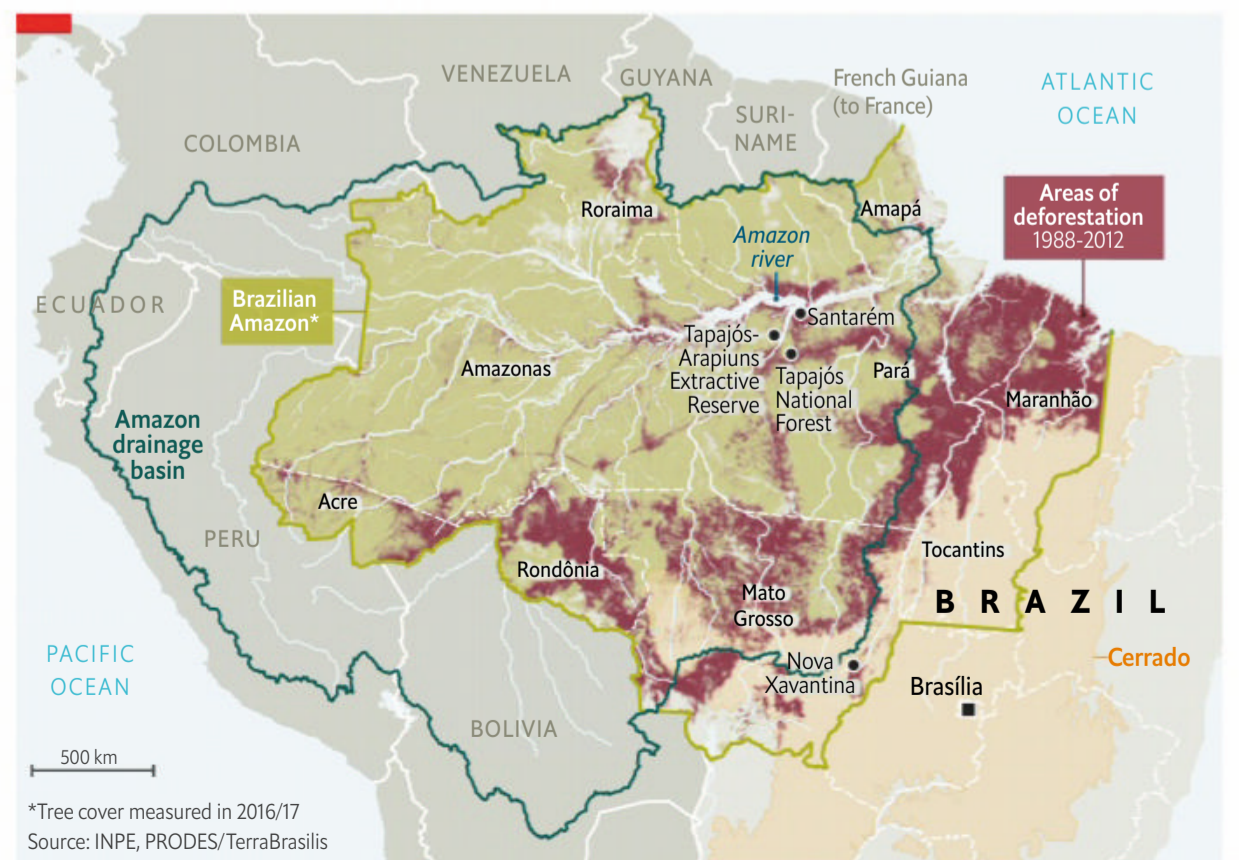 VENEZUELA
GUYANA
French Guiana
(to France)
ATLANTIC
OCEAN
SURI-
NAME
COLOMBIA
Roraima
Amapá
Areas of
deforestation
1988-2012
Amazon
river
ECUADOR
Brazilian
Amazon*
Santarém
Tapajós-
Arapiuns
Extractive
Reserve
Tapajós
National
Forest
Amazonas
Pará
Maranhão
Amazon
drainage
basin
Acre
PERU
Rondônia
Mato
Grosso
Tocantins
BRAZIL
PACIFIC
OCEAN
Nova
Xavantina
Cerrado
Brasília
BOLIVIA
500 km
*Tree cover measured in 2016/17
Source: INPE, PRODES/TerraBrasilis